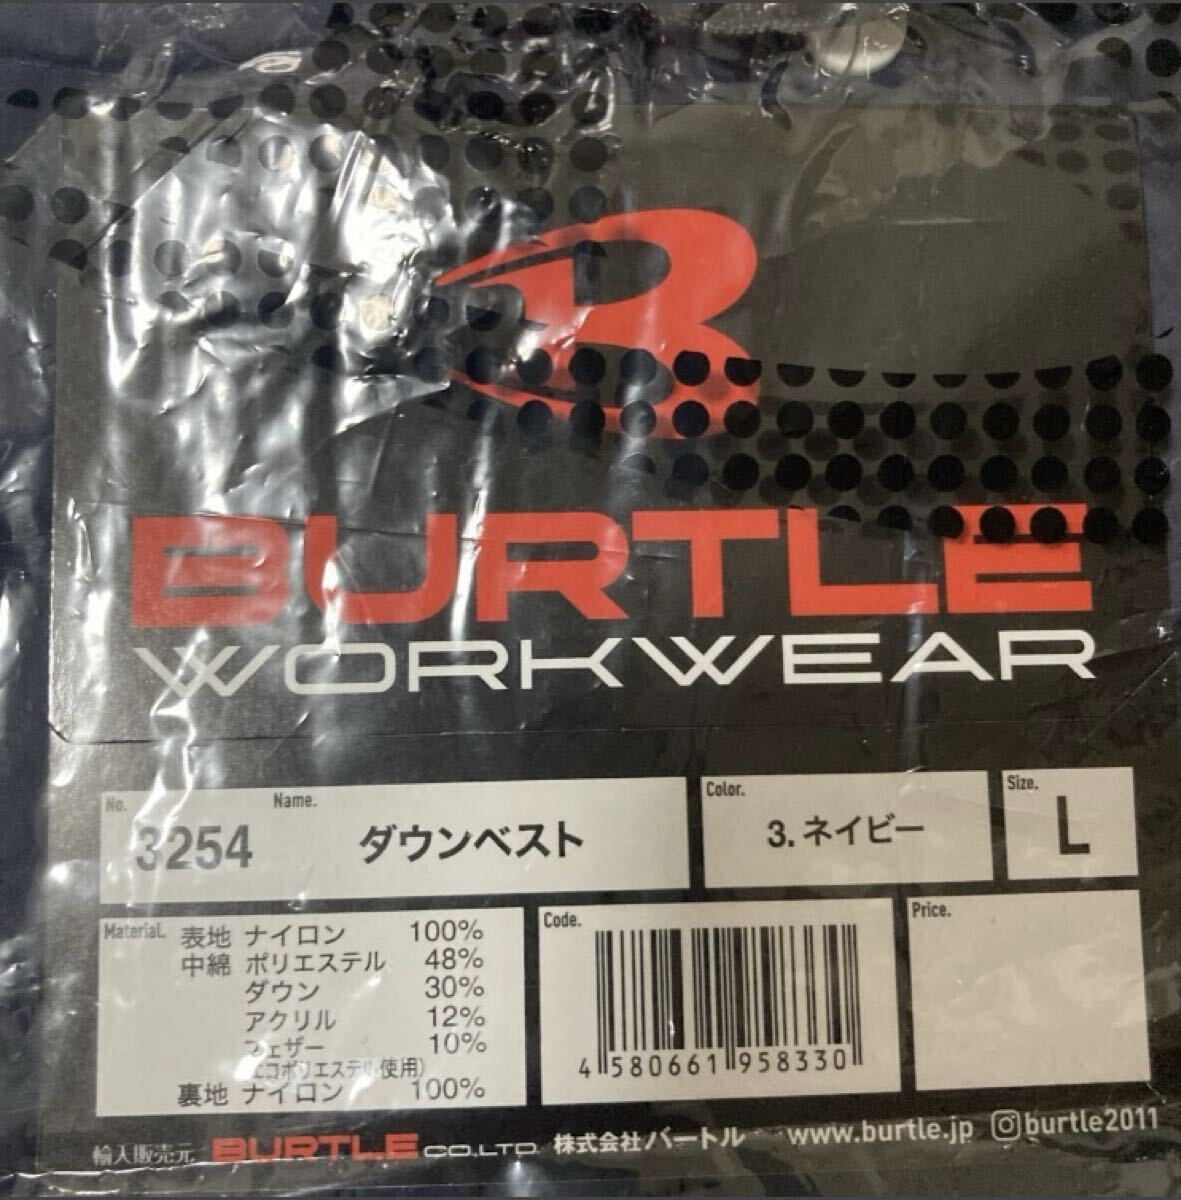 BURTLE
WORKWEAR
No. Name.
3254 ダウンベスト
Color.
3. ネイビー
Size.
L
Material.
表地 ナイロン 100%
中綿 ポリエステル 48%
ダウン 30%
アクリル 12%
フェザー 10%
エコポリエステル使用)
裏地 ナイロン 100%
Code.
4 580661 958330
Price.
輸入販売元 BURTLE CO.LTD. 株式会社バートル www.burtle.jp burtle2011